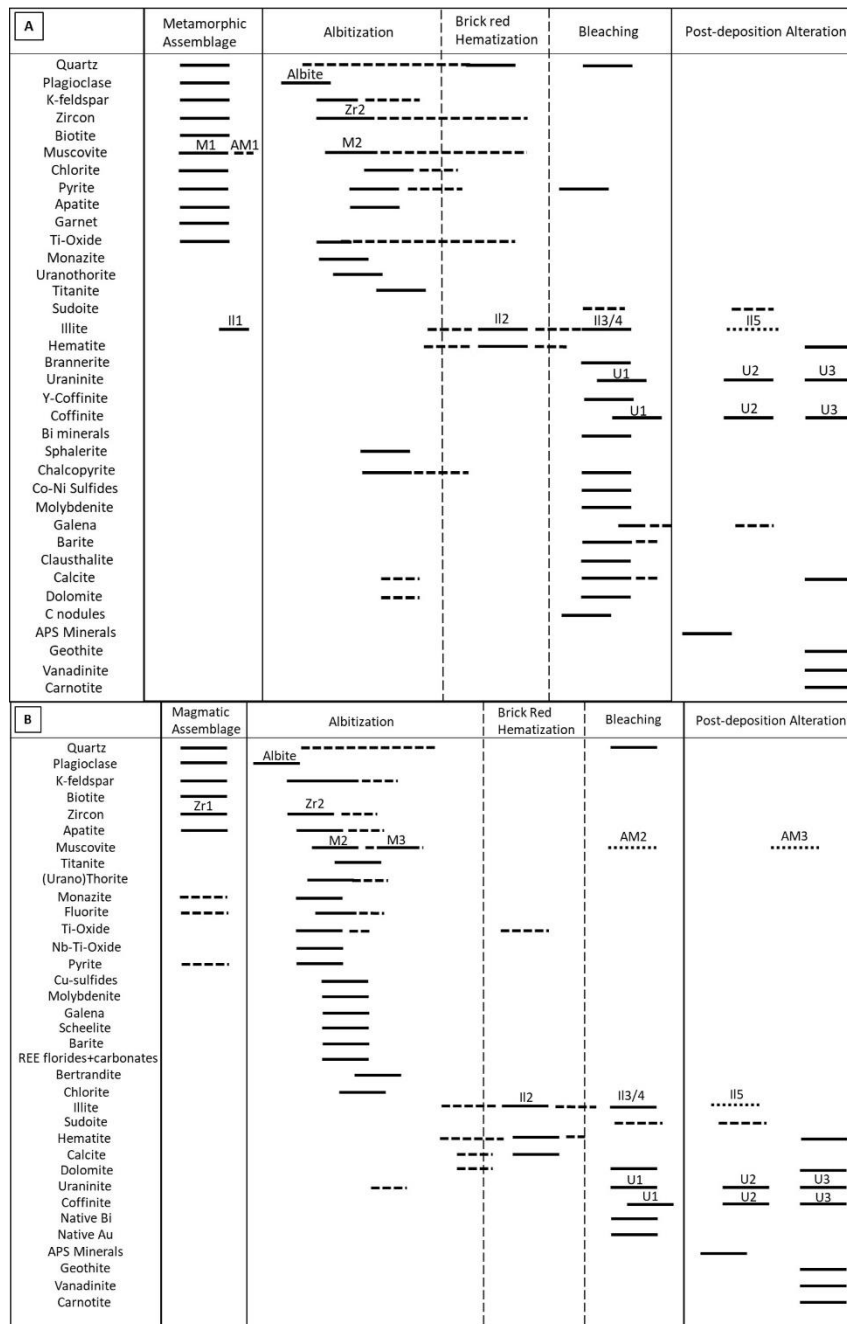 A
Metamorphic Assemblage
Albitization
Brick red Hematization
Bleaching
Post-deposition Alteration
Quartz
Plagioclase Albite
K-feldspar
Zircon Zr2
Biotite
Muscovite M1 AM1 M2
Chlorite
Pyrite
Apatite
Garnet
Ti-Oxide
Monazite
Uranothorite
Titanite
Sudoite
Illite Il1 Il2 Il3/4 Il5
Hematite
Brannerite
Uraninite U1 U2 U3
Y-Coffinite
Coffinite U1 U2 U3
Bi minerals
Sphalerite
Chalcopyrite
Co-Ni Sulfides
Molybdenite
Galena
Barite
Clausthalite
Calcite
Dolomite
C nodules
APS Minerals
Geothite
Vanadinite
Carnotite
B
Magmatic Assemblage
Albitization
Brick Red Hematization
Bleaching
Post-deposition Alteration
Quartz
Plagioclase Albite
K-feldspar
Biotite
Zircon Zr1 Zr2
Apatite
Muscovite M2 M3 AM2 AM3
Titanite
(Urano)Thorite
Monazite
Fluorite
Ti-Oxide
Nb-Ti-Oxide
Pyrite
Cu-sulfides
Molybdenite
Galena
Scheelite
Barite
REE florides+carbonates
Bertrandite
Chlorite
Illite Il2 Il3/4 Il5
Sudoite
Hematite
Calcite
Dolomite
Uraninite U1 U2 U3
Coffinite U1 U2 U3
Native Bi
Native Au
APS Minerals
Geothite
Vanadinite
Carnotite